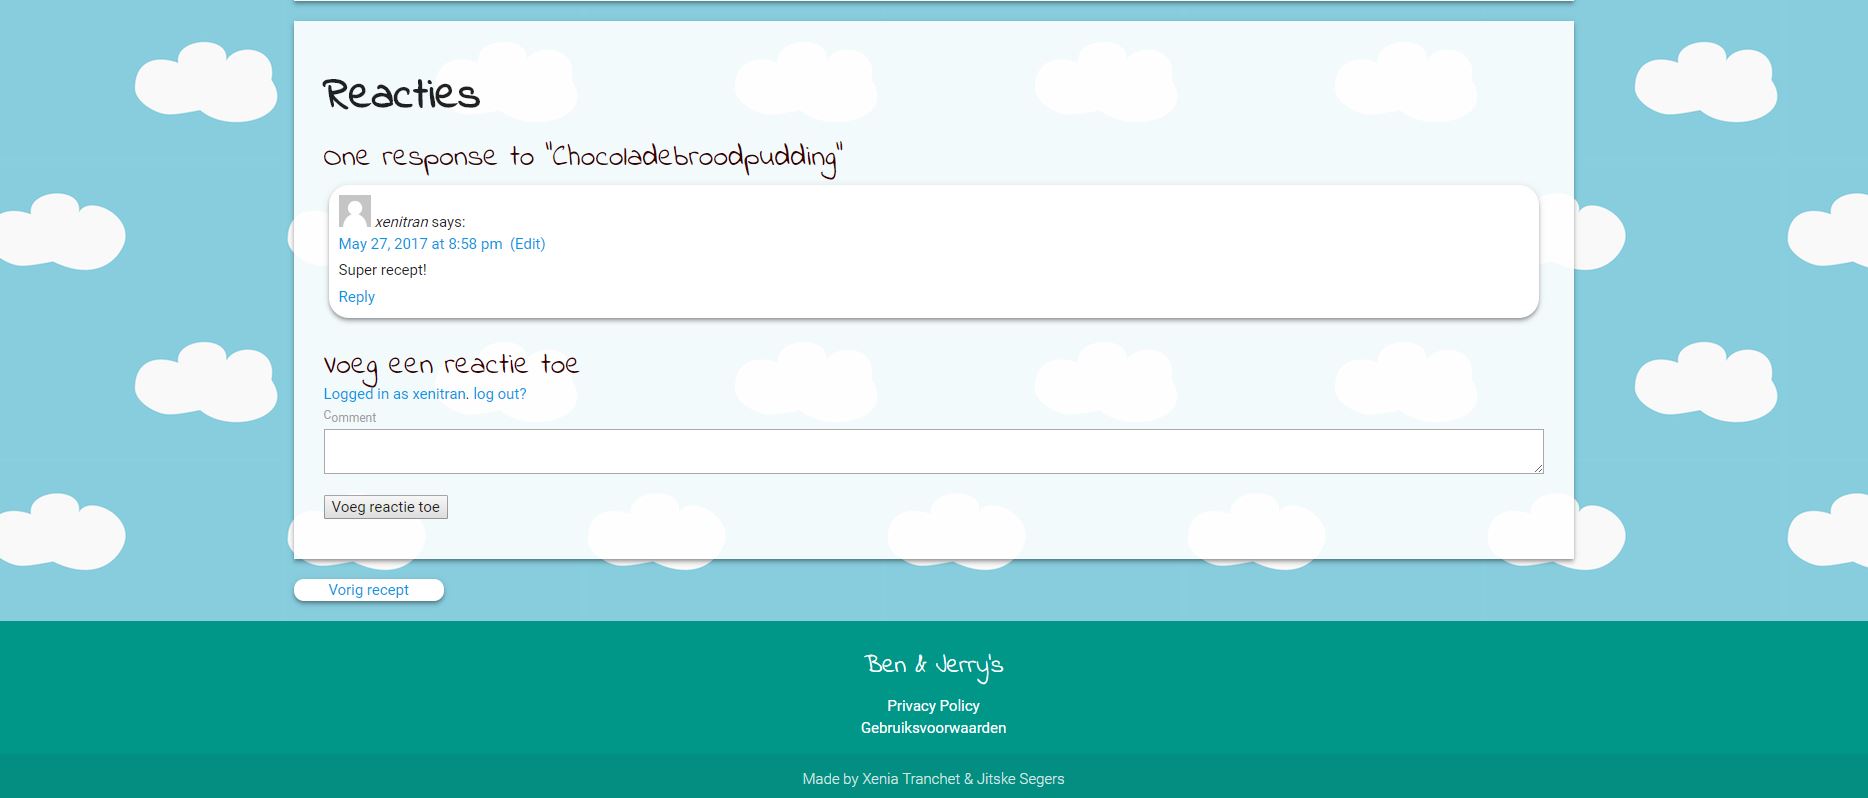 Reacties
One response to "Chocoladebroodpudding"
xenitran says:
May 27, 2017 at 8:58 pm (Edit)
Super recept!
Reply
Voeg een reactie toe
Logged in as xenitran. log out?
Comment
Voeg reactie toe
Vorig recept
Ben & Jerry's
Privacy Policy
Gebruiksvoorwaarden
Made by Xenia Tranchet & Jitske Segers